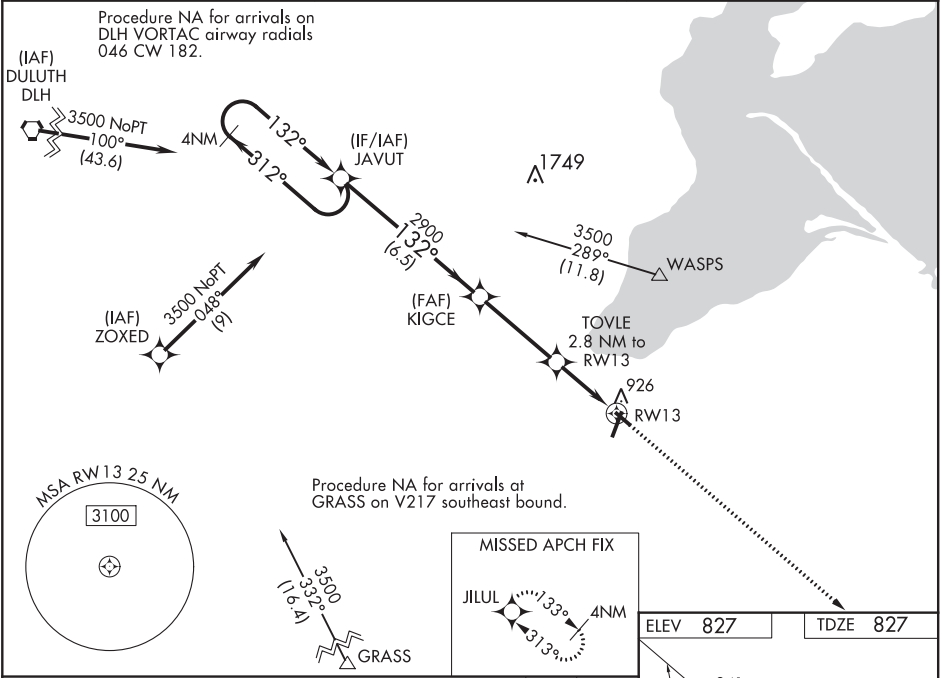 Procedure NA for arrivals on
DLH VORTAC airway radials
046 CW 182.
(IAF)
DULUTH
DLH
3500 NoPT
100°
(43.6)
4NM
132°
312°
(IF/IAF)
JAVUT
1749
2900
132°
(6.5)
3500
289°
(11.8)
WASPS
(IAF)
ZOXED
3500 NoPT
048°
(9)
(FAF)
KIGCE
TOVLE
2.8 NM to
RW13
926
RW13
MSA RW13 25 NM
3100
Procedure NA for arrivals at
GRASS on V217 southeast bound.
3500
332°
(16.4)
GRASS
MISSED APCH FIX
JILUL
133°
313°
4NM
ELEV 827
TDZE 827